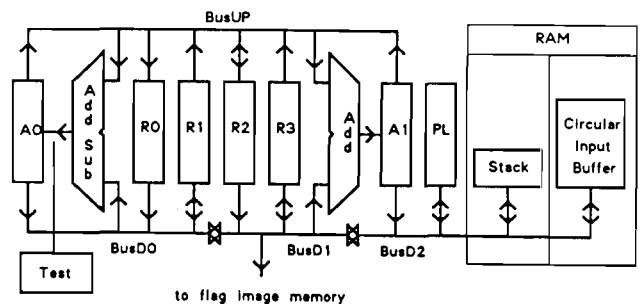 BusUP
RAM
A0
Add Sub
R0
R1
R2
R3
Add
A1
PL
Stack
Circular
Input
Buffer
BusD0
BusD1
BusD2
Test
to flag image memory